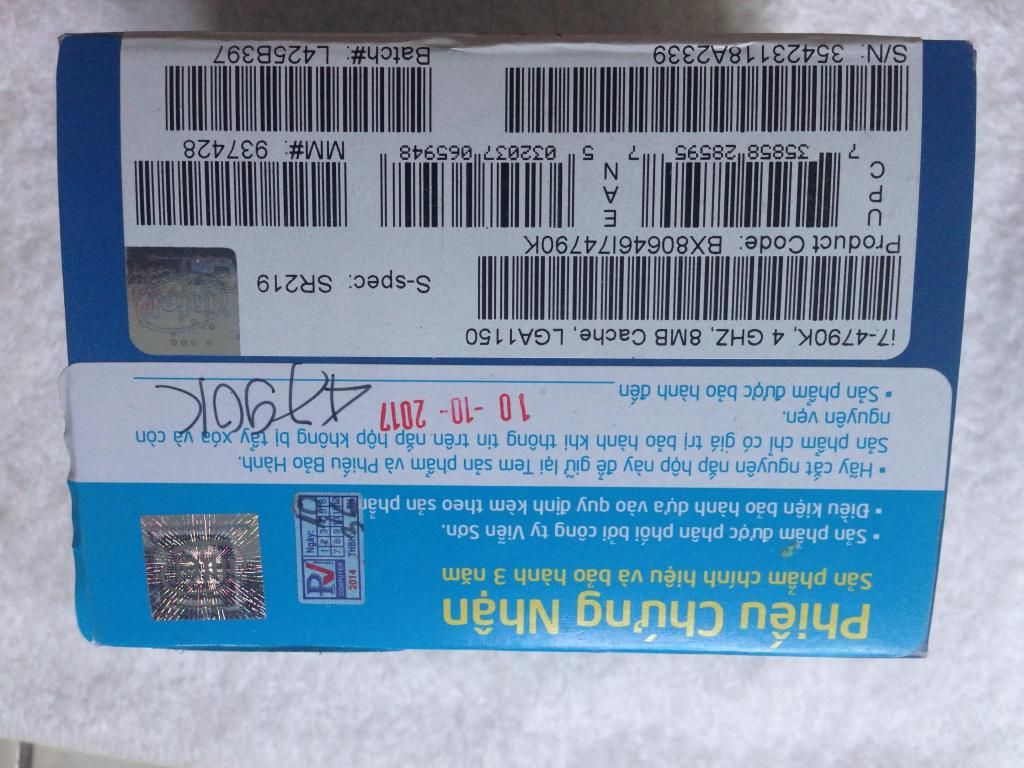 Phiếu Chứng Nhận
Sản phẩm chính hiệu và bảo hành 3 năm
• Sản phẩm được phân phối bởi công ty Viễn Sơn.
• Điều kiện bảo hành dựa vào quy định kèm theo sản phẩm
• Hãy cắt nguyên nắp hộp này để giữ lại Tem sản phẩm và Phiếu Bảo Hành.
Sản phẩm chỉ có giá trị bảo hành khi thông tin trên nắp hộp không bị tẩy xóa và còn
nguyên vẹn.
• Sản phẩm được bảo hành đến
10-10-2017
4790K
PV
COMPUTER
2014
Ngày:
i7-4790K, 4 GHZ, 8MB Cache, LGA1150
Product Code: BX80646I74790K
S-spec: SR219
UPC
7 35858 28595 7
EAN
5 032037 065948
MM#: 937428
S/N: 35423118A2339
Batch#: L425B397